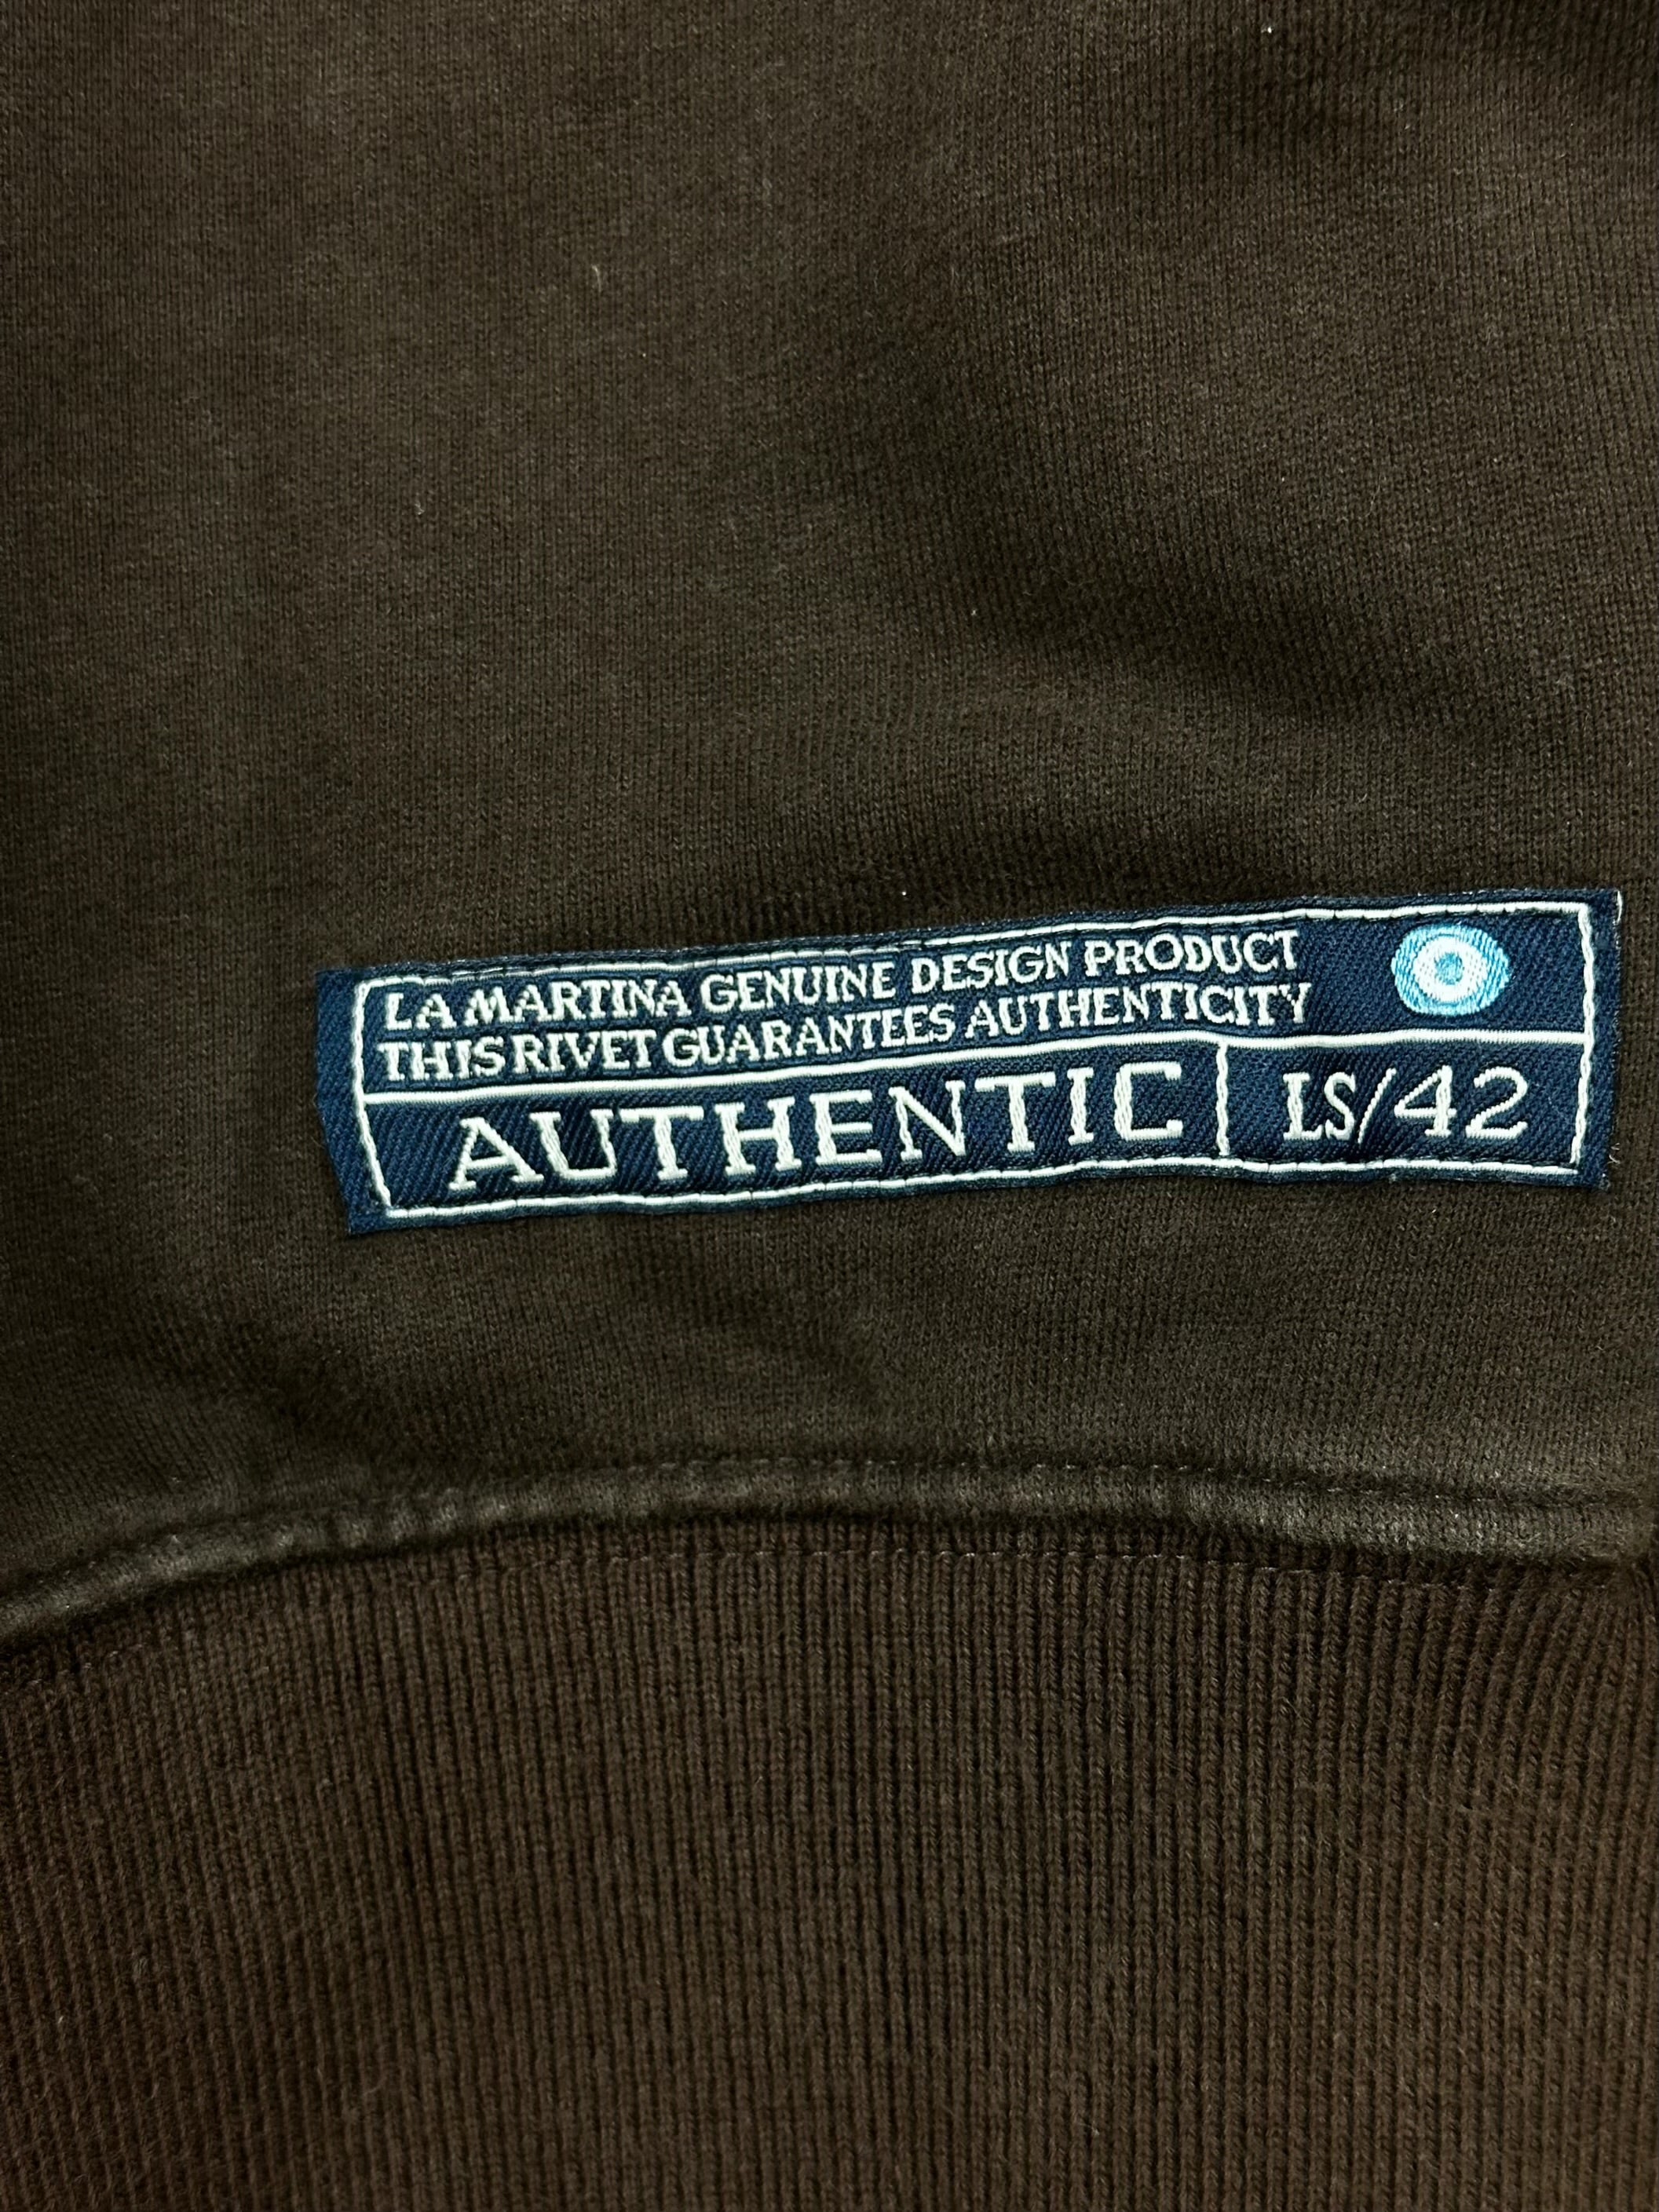 LA MARTINA GENUINE DESIGN PRODUCT
THIS RIVET GUARANTEES AUTHENTICITY
AUTHENTIC LS/42